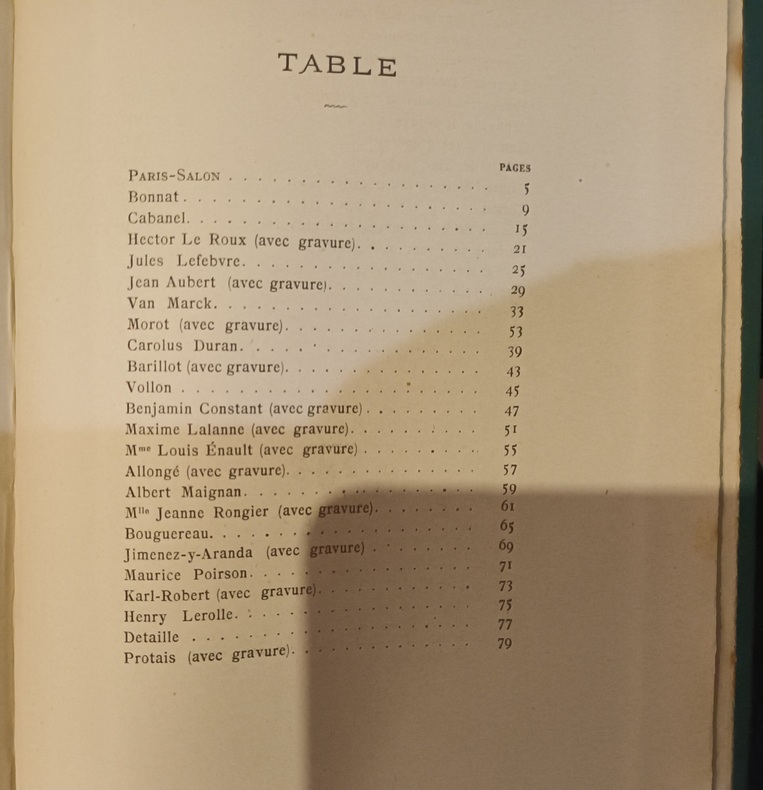 TABLE
PAGES
PARIS-SALON . . . . . . . . . . . . . . . . . . 5
Bonnat . . . . . . . . . . . . . . . . . . . . 9
Cabanel. . . . . . . . . . . . . . . . . . . . 15
Hector Le Roux (avec gravure). . . . . . . . . 21
Jules Lefebvre. . . . . . . . . . . . . . . . . 25
Jean Aubert (avec gravure). . . . . . . . . . . 29
Van Marck. . . . . . . . . . . . . . . . . . . 33
Morot (avec gravure). . . . . . . . . . . . . . 53
Carolus Duran. . . . . . . . . . . . . . . . . 39
Barillot (avec gravure). . . . . . . . . . . . 43
Vollon . . . . . . . . . . . . . . . . . . . . 45
Benjamin Constant (avec gravure) . . . . . . . 47
Maxime Lalanne (avec gravure). . . . . . . . . 51
Mme Louis Énault (avec gravure) . . . . . . . . 55
Allongé (avec gravure). . . . . . . . . . . . . 57
Albert Maignan. . . . . . . . . . . . . . . . . 59
Mlle Jeanne Rongier (avec gravure). . . . . . . 61
Bouguereau. . . . . . . . . . . . . . . . . . . 65
Jimenez-y-Aranda (avec gravure) . . . . . . . . 69
Maurice Poirson. . . . . . . . . . . . . . . . 71
Karl-Robert (avec gravure). . . . . . . . . . . 73
Henry Lerolle. . . . . . . . . . . . . . . . . 75
Detaille . . . . . . . . . . . . . . . . . . . 77
Protais (avec gravure). . . . . . . . . . . . . 79